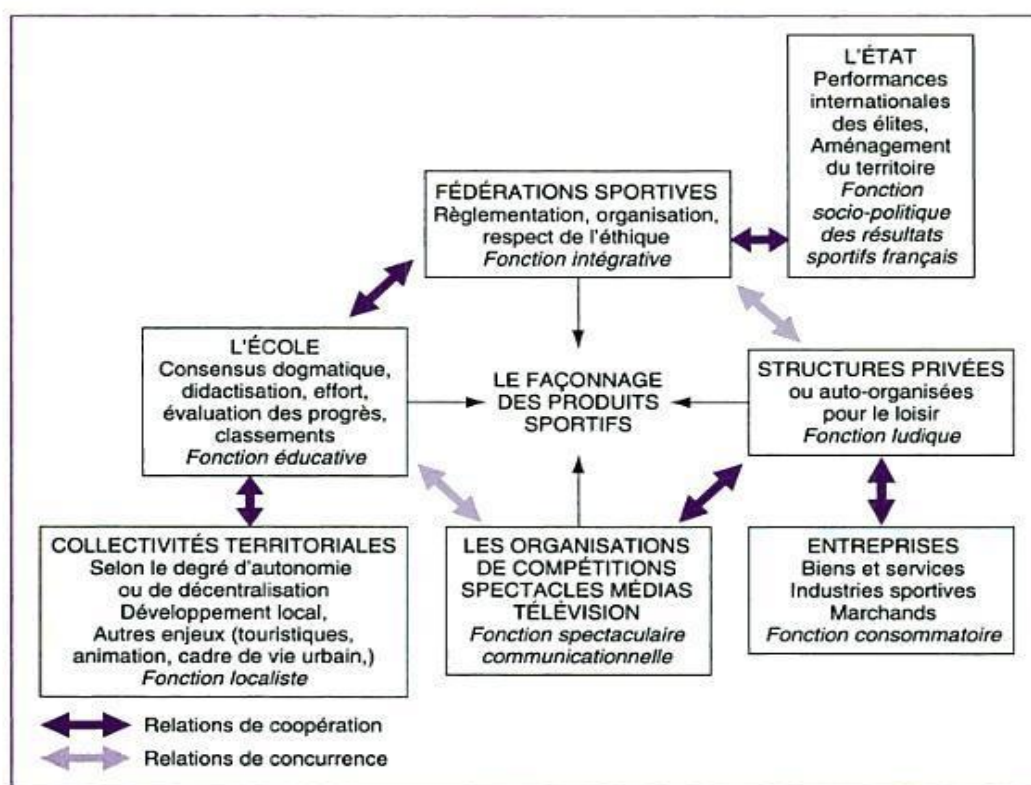 L'ÉTAT
Performances
internationales
des élites,
Aménagement
du territoire
Fonction
socio-politique
des résultats
sportifs français
FÉDÉRATIONS SPORTIVES
Règlementation, organisation,
respect de l'éthique
Fonction intégrative
L'ÉCOLE
Consensus dogmatique,
didactisation, effort,
évaluation des progrès,
classements
Fonction éducative
LE FAÇONNAGE
DES PRODUITS
SPORTIFS
STRUCTURES PRIVÉES
ou auto-organisées
pour le loisir
Fonction ludique
COLLECTIVITÉS TERRITORIALES
Selon le degré d'autonomie
ou de décentralisation
Développement local,
Autres enjeux (touristiques,
animation, cadre de vie urbain,)
Fonction localiste
LES ORGANISATIONS
DE COMPÉTITIONS
SPECTACLES MÉDIAS
TÉLÉVISION
Fonction spectaculaire
communicationnelle
ENTREPRISES
Biens et services
Industries sportives
Marchands
Fonction consommatoire
Relations de coopération
Relations de concurrence